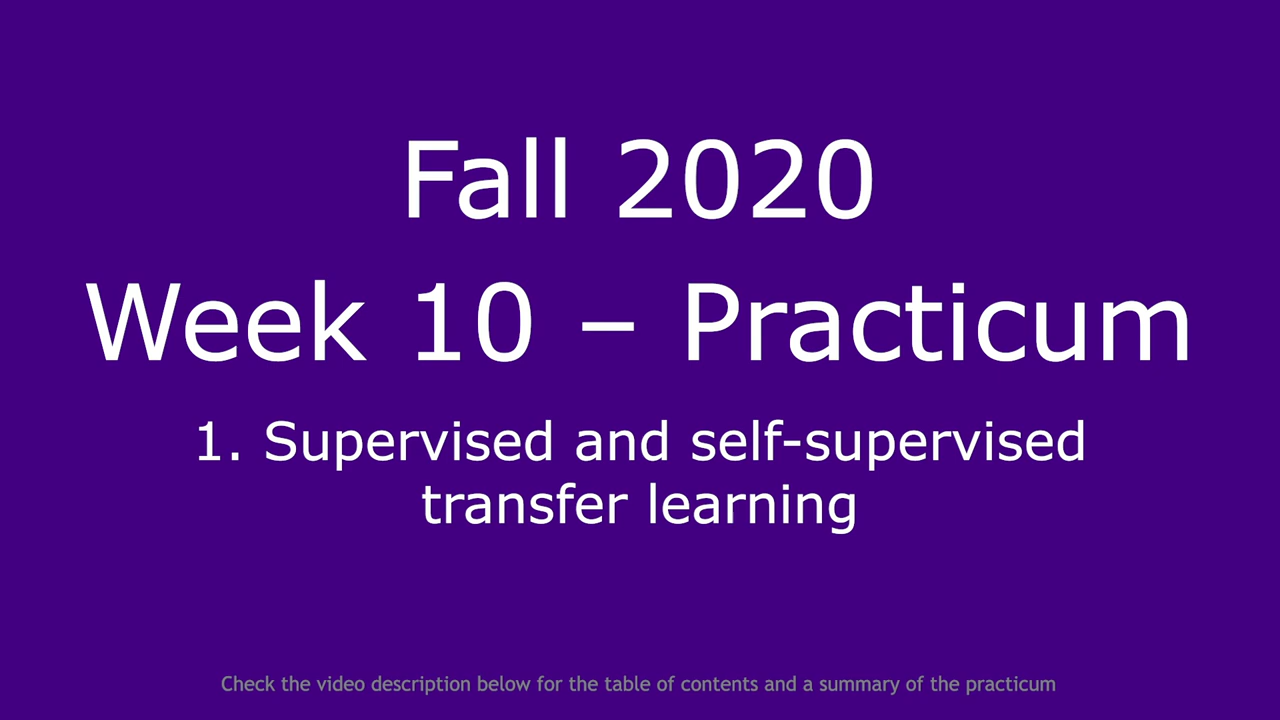 Fall 2020
Week 10 – Practicum
1. Supervised and self-supervised
transfer learning
Check the video description below for the table of contents and a summary of the practicum